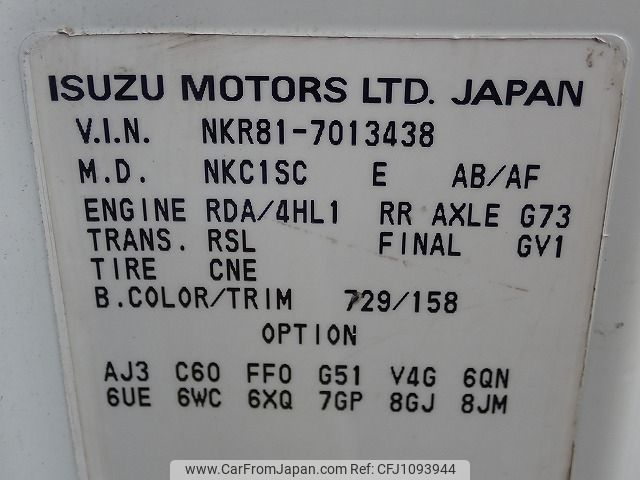 ISUZU MOTORS LTD. JAPAN
V.I.N. NKR81-7013438
M.D. NKC1SC E AB/AF
ENGINE RDA/4HL1 RR AXLE G73
TRANS. RSL FINAL GV1
TIRE CNE
B.COLOR/TRIM 729/158
OPTION
AJ3 C60 FF0 G51 V4G 6QN
6UE 6WC 6XQ 7GP 8GJ 8JM
www.CarFromJapan.com - CFJ1093944